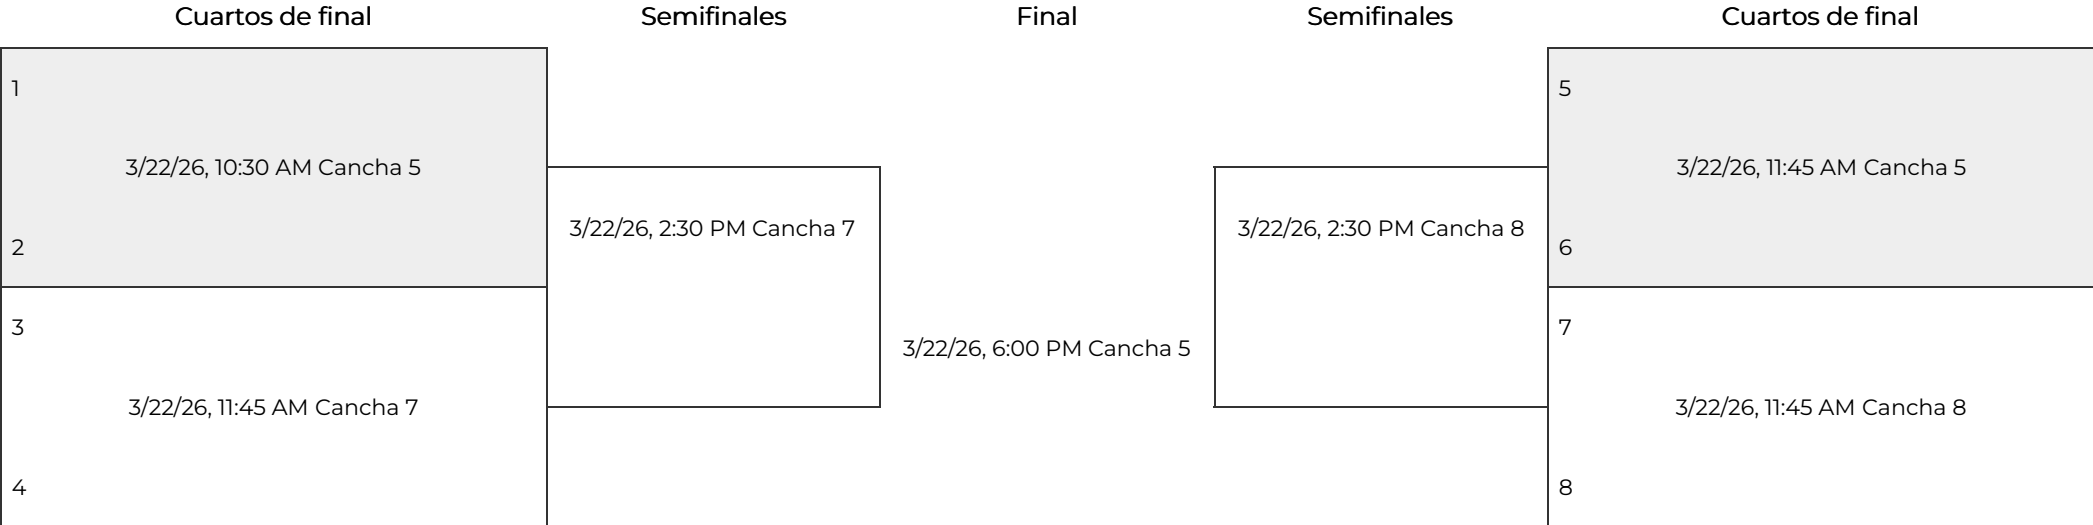 Cuartos de final
Semifinales
Final
Semifinales
Cuartos de final
1
3/22/26, 10:30 AM Cancha 5
2
3
3/22/26, 11:45 AM Cancha 7
4
3/22/26, 2:30 PM Cancha 7
3/22/26, 6:00 PM Cancha 5
3/22/26, 2:30 PM Cancha 8
5
3/22/26, 11:45 AM Cancha 5
6
7
3/22/26, 11:45 AM Cancha 8
8